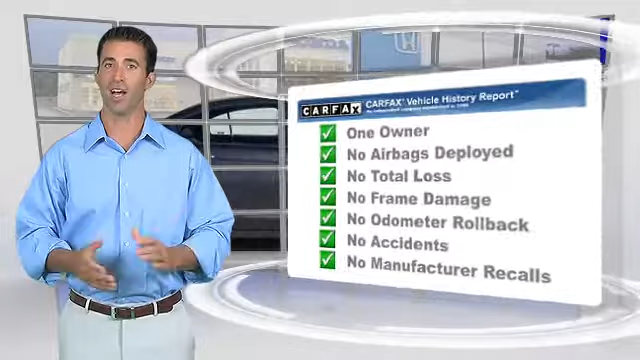 CARFAX CARFAX Vehicle History Report™
One Owner
No Airbags Deployed
No Total Loss
No Frame Damage
No Odometer Rollback
No Accidents
No Manufacturer Recalls